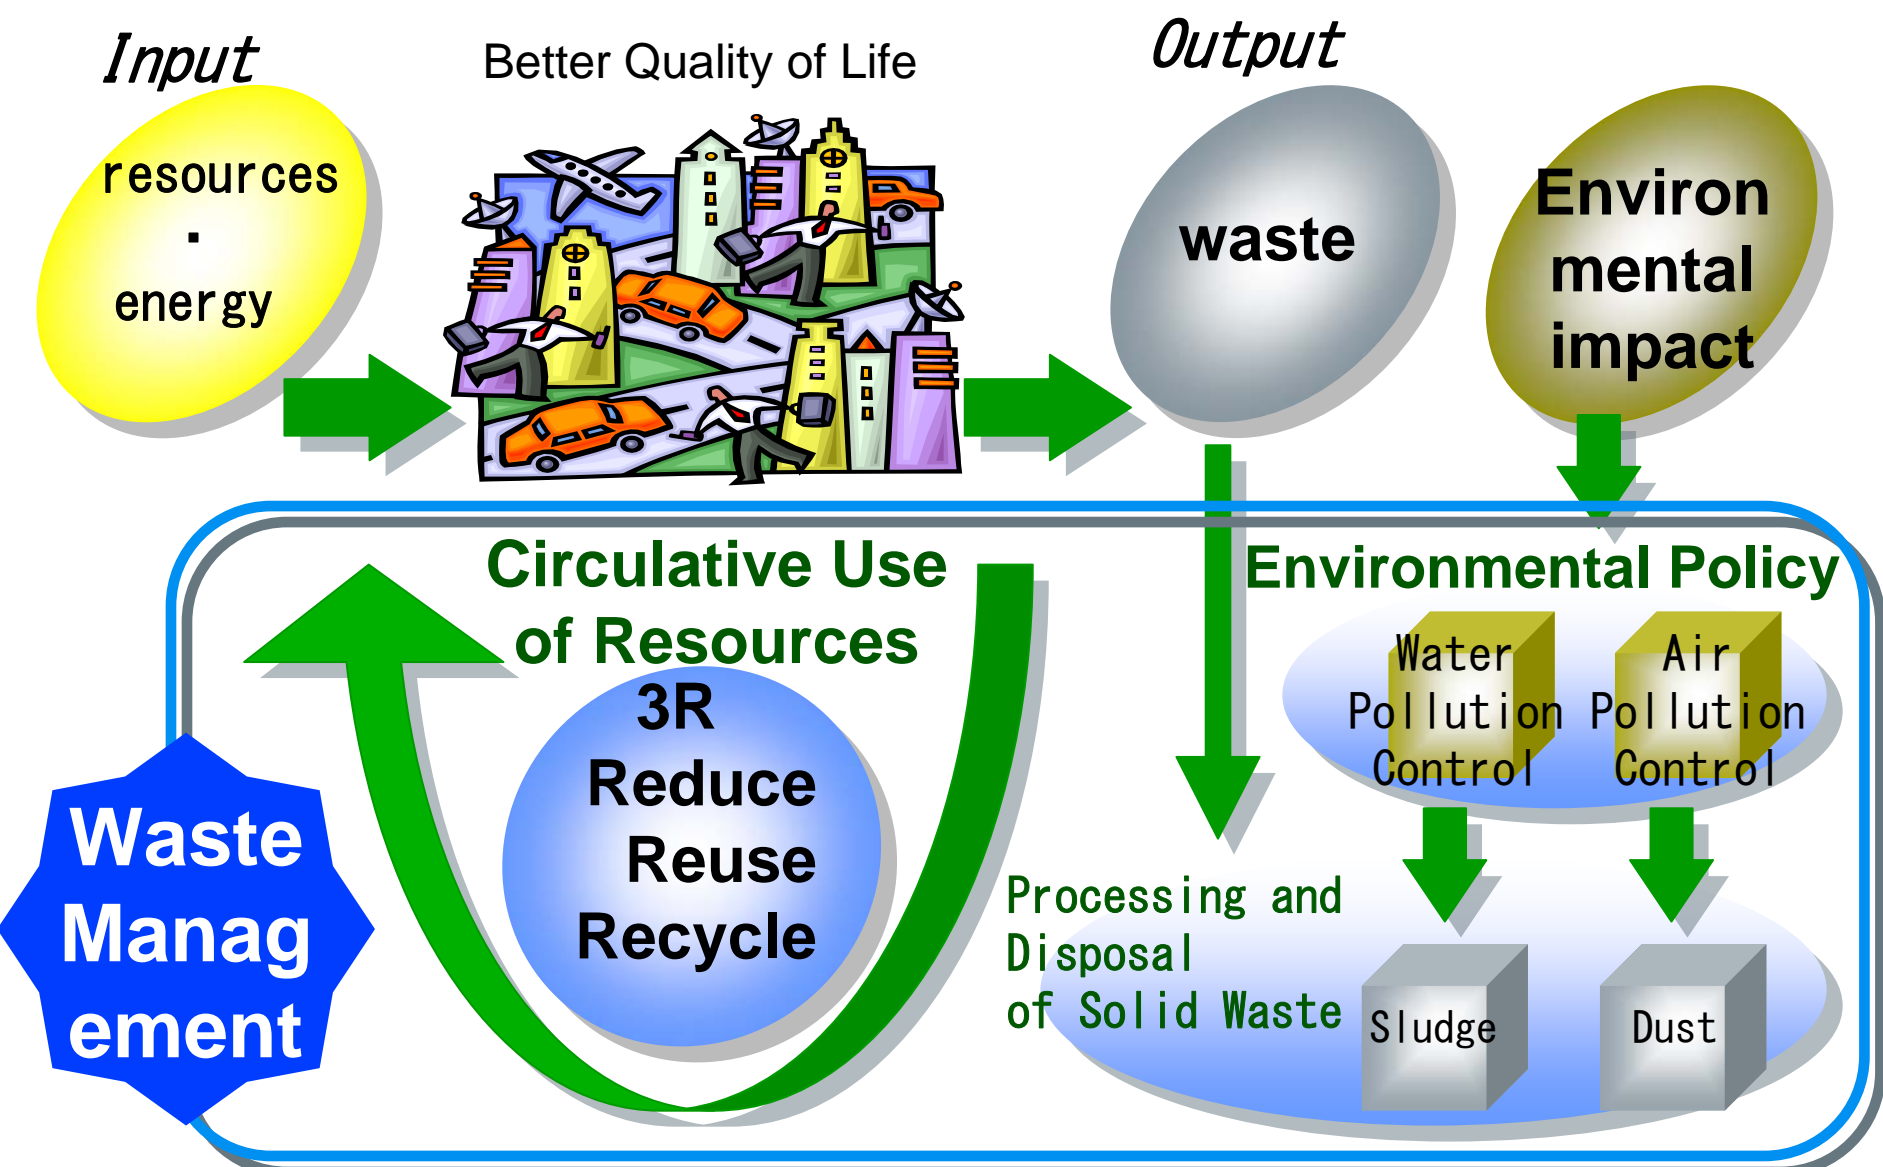 Input
Better Quality of Life
Output
resources
・
energy
waste
Environ
mental
impact
Circulative Use
of Resources
3R
Reduce
Reuse
Recycle
Environmental Policy
Water
Pollution
Control
Air
Pollution
Control
Waste
Manag
ement
Processing and
Disposal
of Solid Waste
Sludge
Dust